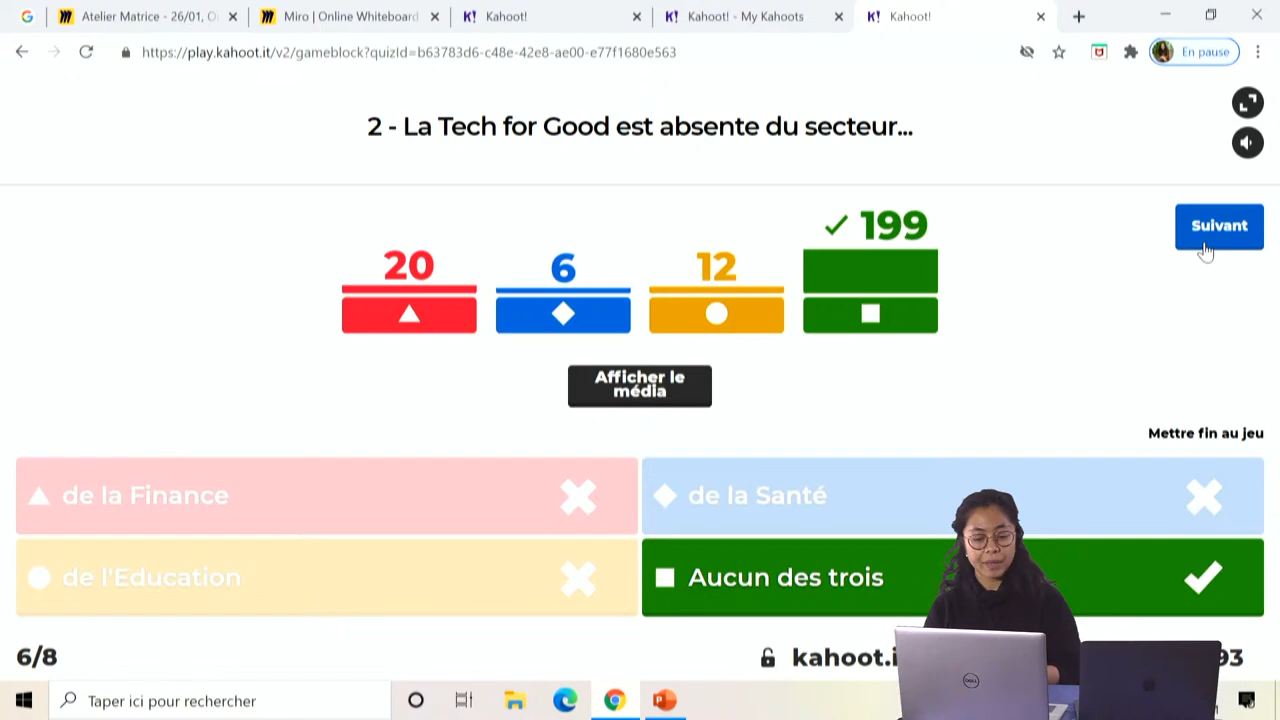 Atelier Matrice - 26/01, O
Miro | Online Whiteboard
K! Kahoot!
K! Kahoot! - My Kahoots
K! Kahoot!
https://play.kahoot.it/v2/gameblock?quizId=b63783d6-c48e-42e8-ae00-e77f1680e563
En pause
2 - La Tech for Good est absente du secteur...
Suivant
20
6
12
199
Afficher le
média
Mettre fin au jeu
de la Finance
de la Santé
de l'Education
Aucun des trois
6/8
kahoot.i
93
DELL
Taper ici pour rechercher